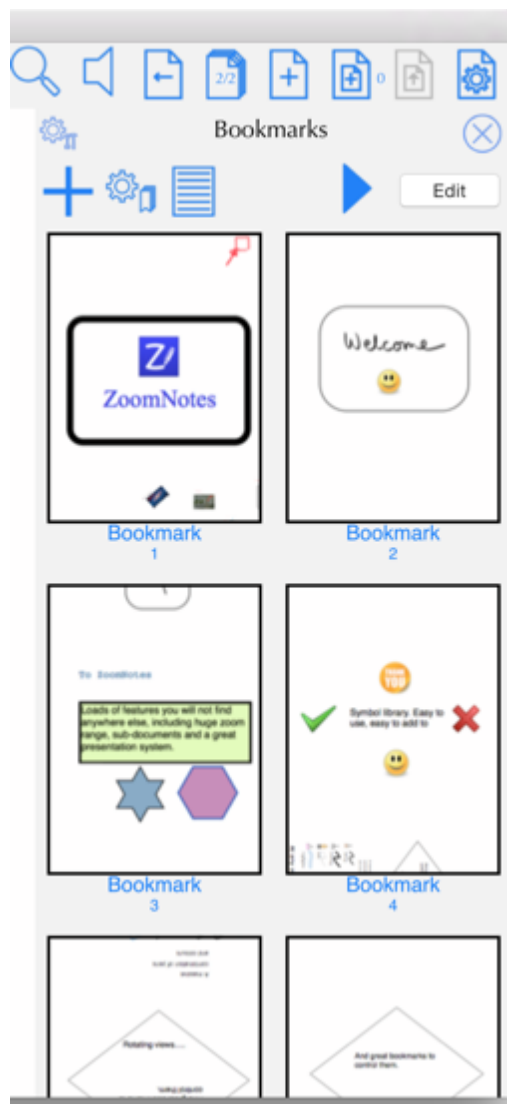 2/2
0
Bookmarks
Edit
Z
ZoomNotes
Bookmark
1
Welcome
Bookmark
2
To ZoomNotes
Loads of features you will not find
anywhere else, including huge zoom
range, sub-documents and a great
presentation system.
Bookmark
3
THANK
YOU
Symbol library. Easy to
use, easy to add to
Bookmark
4
Rotating views....
And great bookmarks to
control them.